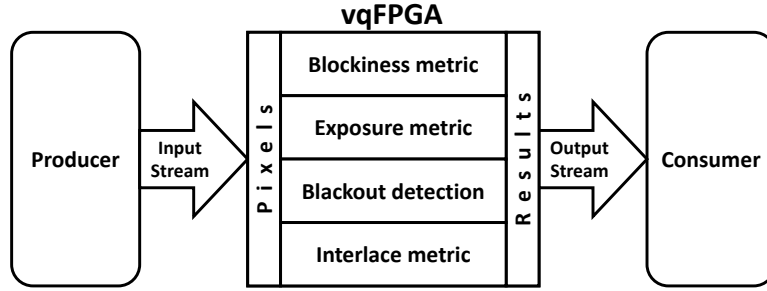 vqFPGA
Producer
Input
Stream
Pixels
Blockiness metric
Exposure metric
Blackout detection
Interlace metric
Results
Output
Stream
Consumer